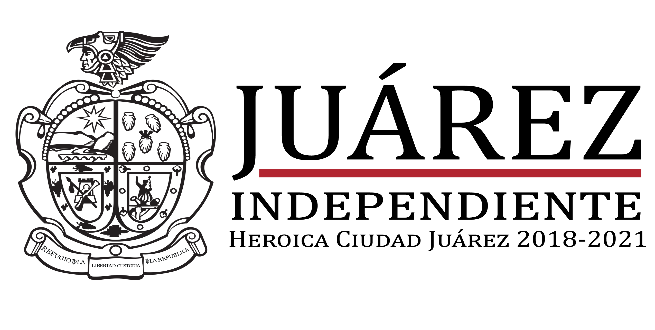 JUÁREZ
INDEPENDIENTE
HEROICA CIUDAD JUÁREZ 2018-2021